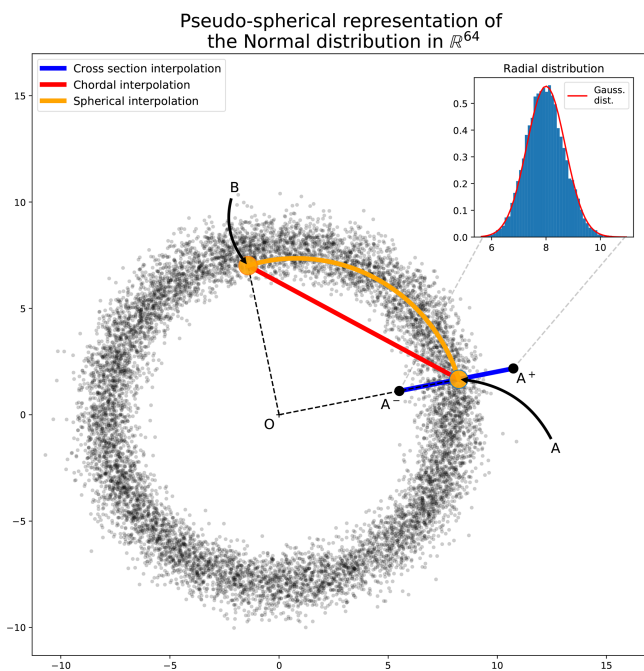 Pseudo-spherical representation of
the Normal distribution in ℝ^64
Cross section interpolation
Chordal interpolation
Spherical interpolation
Radial distribution
Gauss.
dist.
0.5
0.4
0.3
0.2
0.1
0.0
6 8 10
15
10
5
0
−5
−10
B
A⁺
A⁻
O
A
−10 −5 0 5 10 15